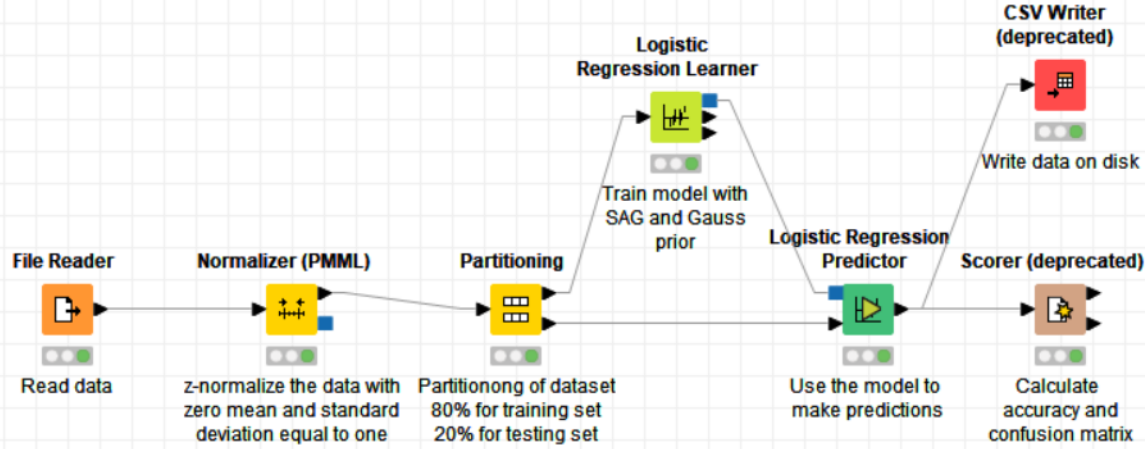 CSV Writer
(deprecated)
Write data on disk
Logistic
Regression Learner
Train model with
SAG and Gauss
prior
File Reader
Read data
Normalizer (PMML)
z-normalize the data with
zero mean and standard
deviation equal to one
Partitioning
Partitionong of dataset
80% for training set
20% for testing set
Logistic Regression
Predictor
Use the model to
make predictions
Scorer (deprecated)
Calculate
accuracy and
confusion matrix